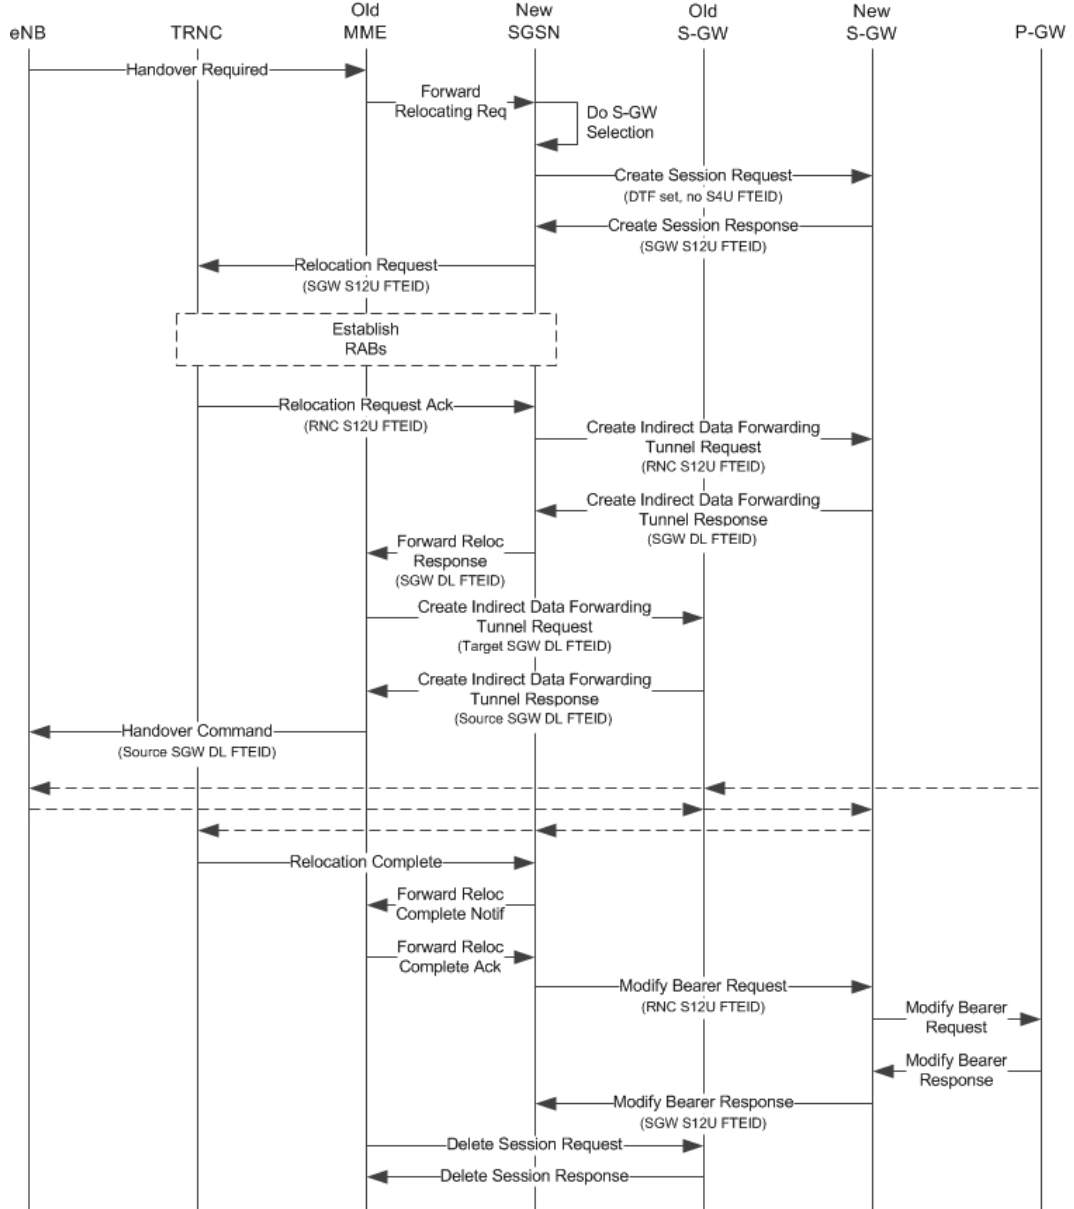 Old
New
Old
New
eNB
TRNC
MME
SGSN
S-GW
S-GW
P-GW
Handover Required
Forward
Relocating Req
Do S-GW
Selection
Create Session Request
(DTF set, no S4U FTEID)
Create Session Response
(SGW S12U FTEID)
Relocation Request
(SGW S12U FTEID)
Establish
RABs
Relocation Request Ack
(RNC S12U FTEID)
Create Indirect Data Forwarding
Tunnel Request
(RNC S12U FTEID)
Create Indirect Data Forwarding
Tunnel Response
(SGW DL FTEID)
Forward Reloc
Response
(SGW DL FTEID)
Create Indirect Data Forwarding
Tunnel Request
(Target SGW DL FTEID)
Create Indirect Data Forwarding
Tunnel Response
(Source SGW DL FTEID)
Handover Command
(Source SGW DL FTEID)
Relocation Complete
Forward Reloc
Complete Notif
Forward Reloc
Complete Ack
Modify Bearer Request
(RNC S12U FTEID)
Modify Bearer
Request
Modify Bearer
Response
Modify Bearer Response
(SGW S12U FTEID)
Delete Session Request
Delete Session Response